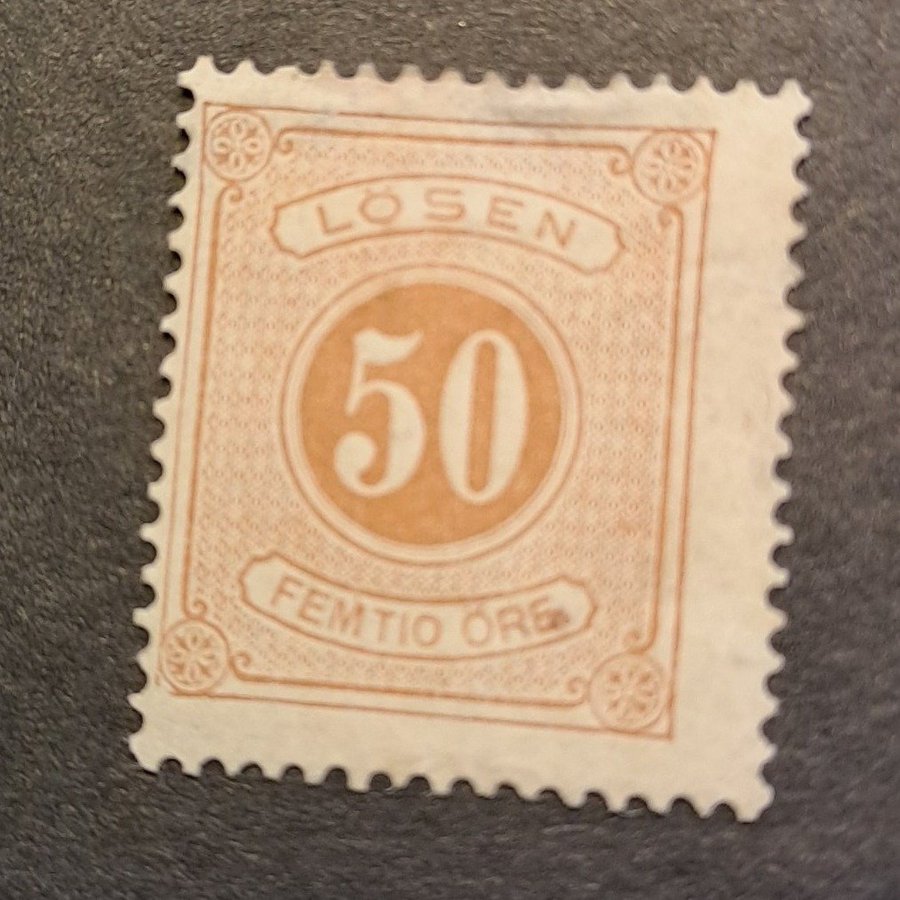 LÖSEN
50
FEMTIO ÖRE.